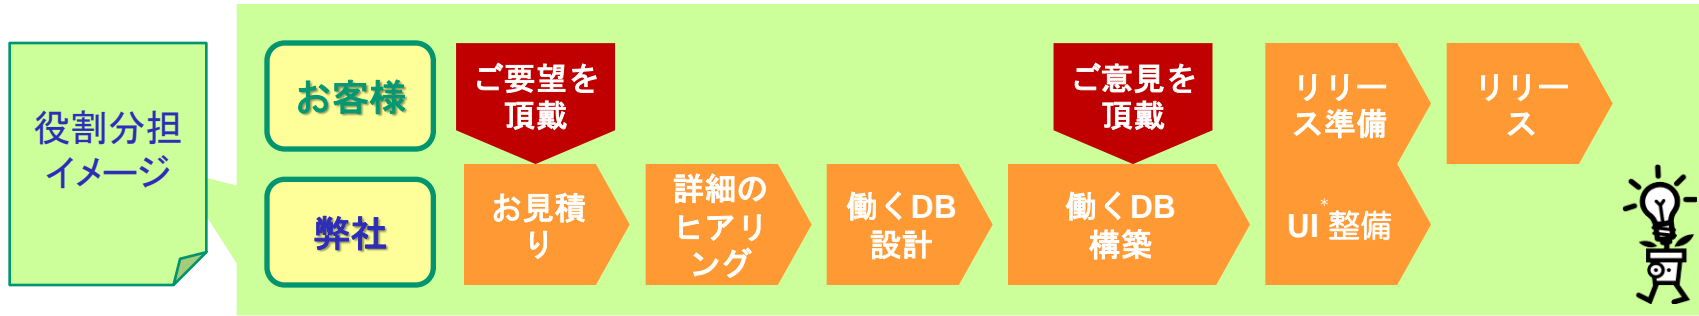 役割分担
イメージ
お客様
ご要望を
頂戴
ご意見を
頂戴
リリー
ス準備
リリー
ス
弊社
お見積
り
詳細の
ヒアリ
ング
働くDB
設計
働くDB
構築
UI*整備